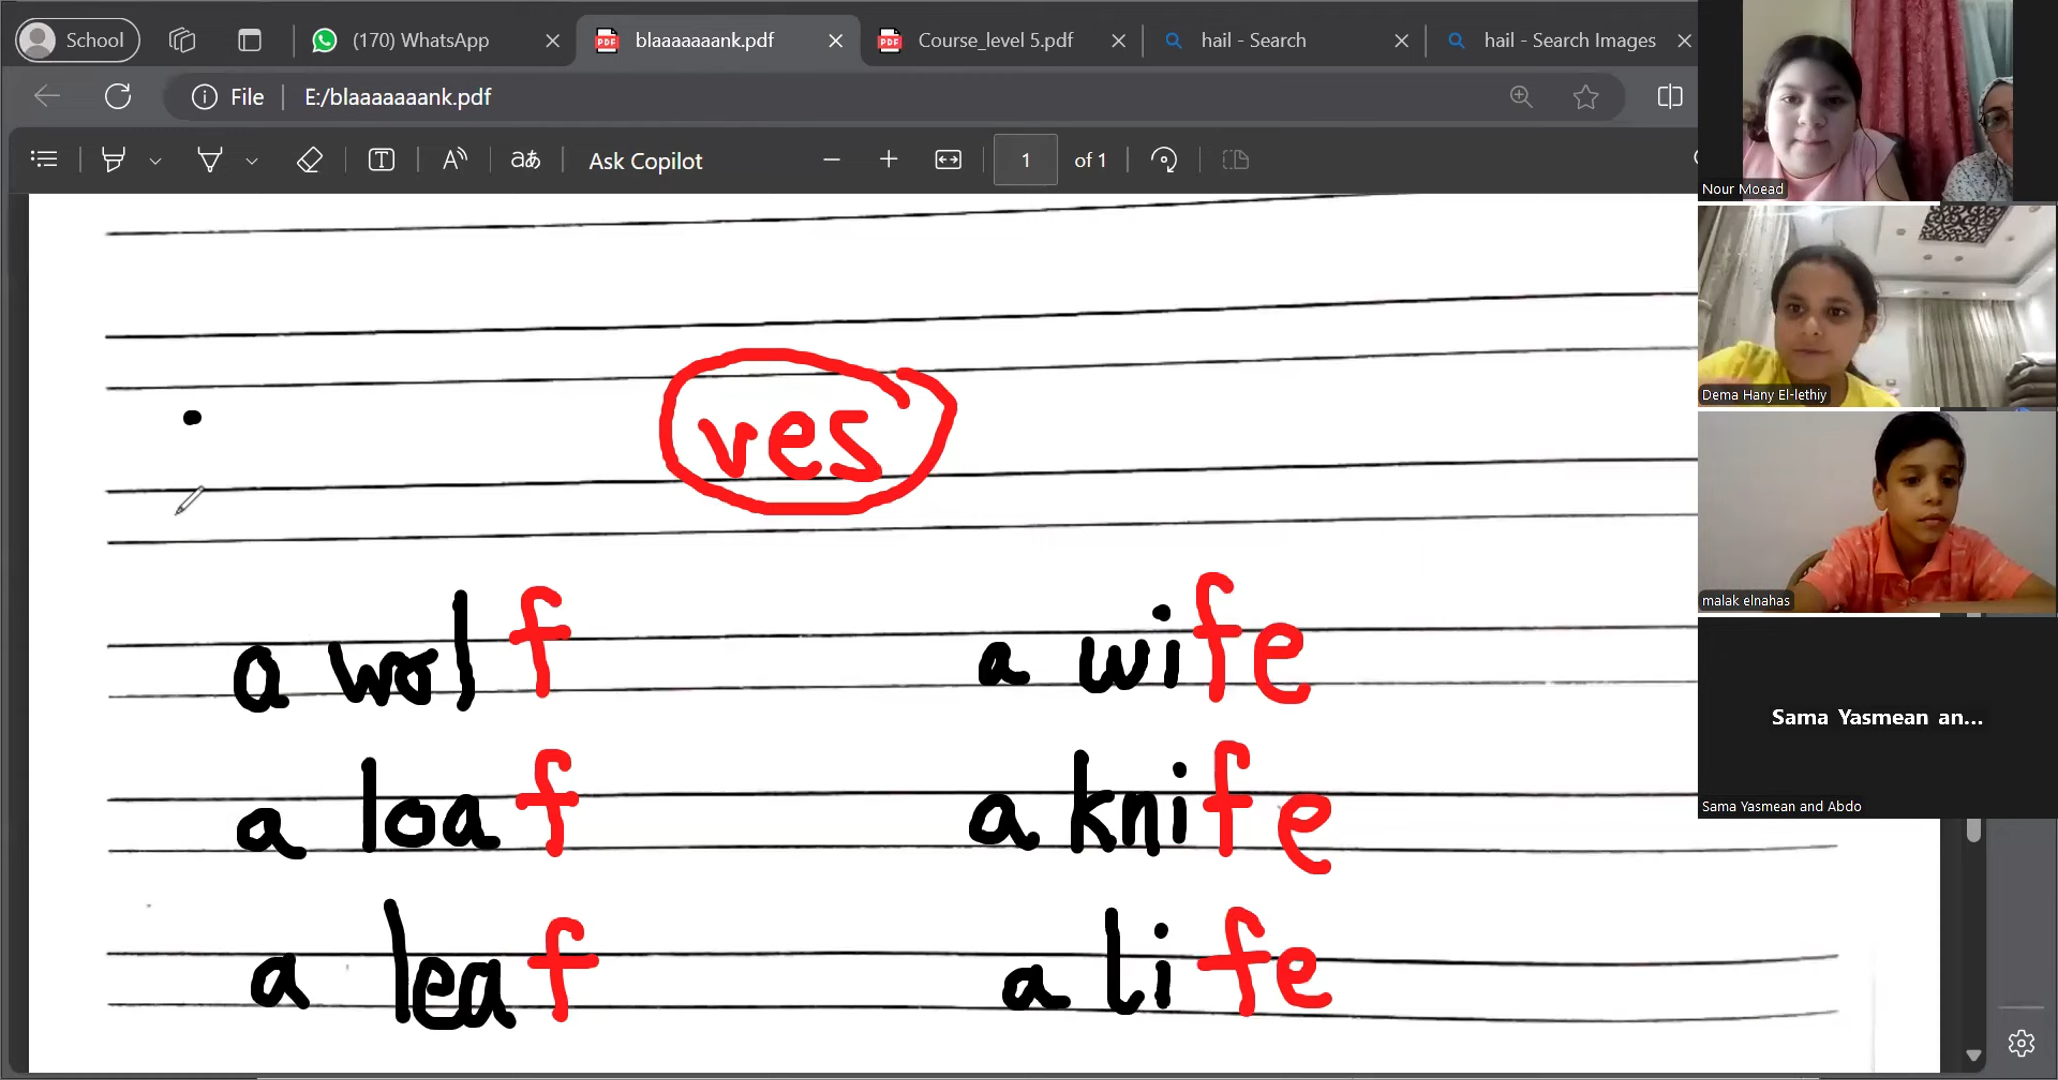 School
(170) WhatsApp
blaaaaaaank.pdf
Course_level 5.pdf
hail - Search
hail - Search Images
File
E:/blaaaaaaank.pdf
Ask Copilot
1 of 1
ves
a wolf
a wife
a loaf
a knife
a leaf
a life
Nour Moead
Dema Hany El-lethiy
malak elnahas
Sama Yasmean an...
Sama Yasmean and Abdo